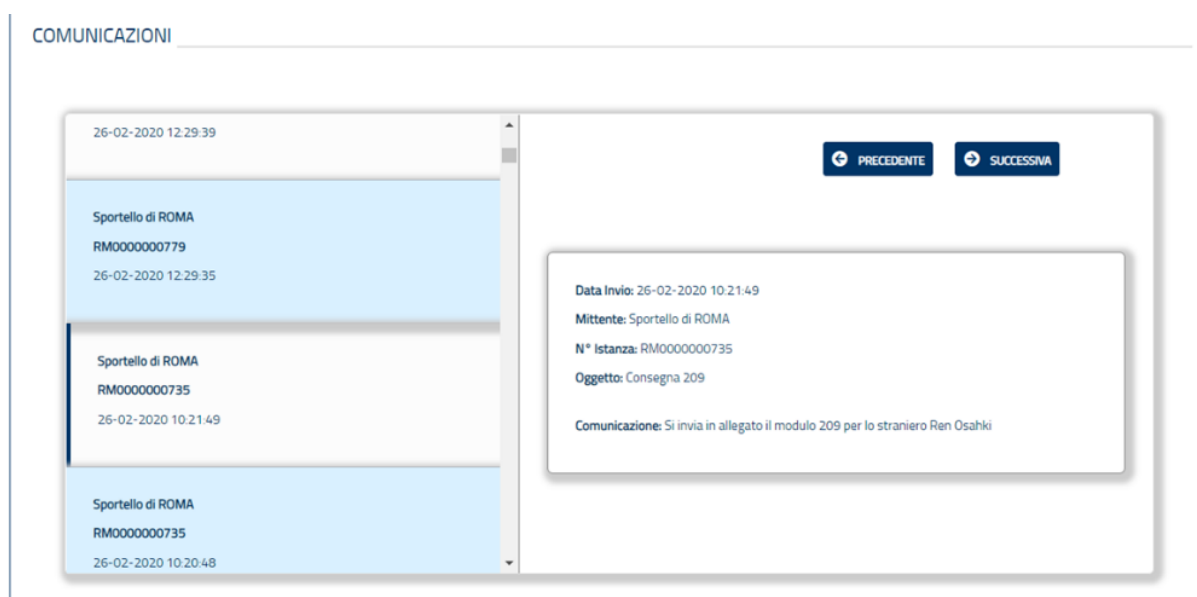 COMUNICAZIONI
26-02-2020 12:29:39
Sportello di ROMA
RM0000000779
26-02-2020 12:29:35
Sportello di ROMA
RM0000000735
26-02-2020 10:21:49
Sportello di ROMA
RM0000000735
26-02-2020 10:20:48
PRECEDENTE
SUCCESSIVA
Data Invio: 26-02-2020 10:21:49
Mittente: Sportello di ROMA
N° Istanza: RM0000000735
Oggetto: Consegna 209
Comunicazione: Si invia in allegato il modulo 209 per lo straniero Ren Osahki